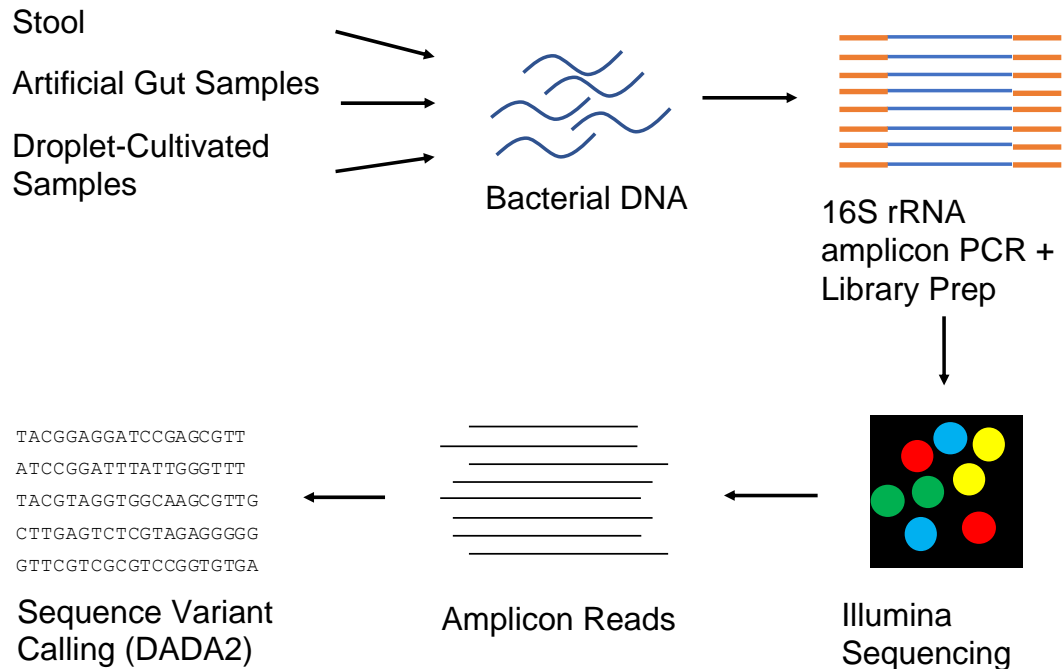 Stool
Artificial Gut Samples
Droplet-Cultivated
Samples
Bacterial DNA
16S rRNA
amplicon PCR +
Library Prep
TACGGAGGATCCGAGCGTT
ATCCGGATTTATTGGGTTT
TACGTAGGTGGCAAGCGTTG
CTTGAGTCTCGTAGAGGGGG
GTTCGTCGCGTCCGGTGTGA
Sequence Variant
Calling (DADA2)
Amplicon Reads
Illumina
Sequencing